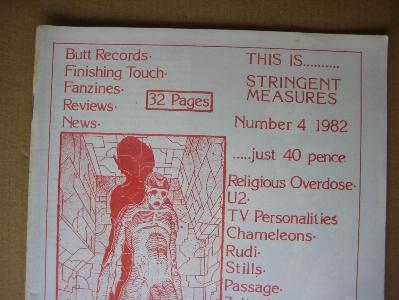 Butt Records·
Finishing Touch·
Fanzines·
Reviews·
News·
32 Pages
THIS IS..........
STRINGENT
MEASURES
Number 4 1982
.....just 40 pence
Religious Overdose·
U2·
TV Personalities
Chameleons·
Rudi·
Stills·
Passage·